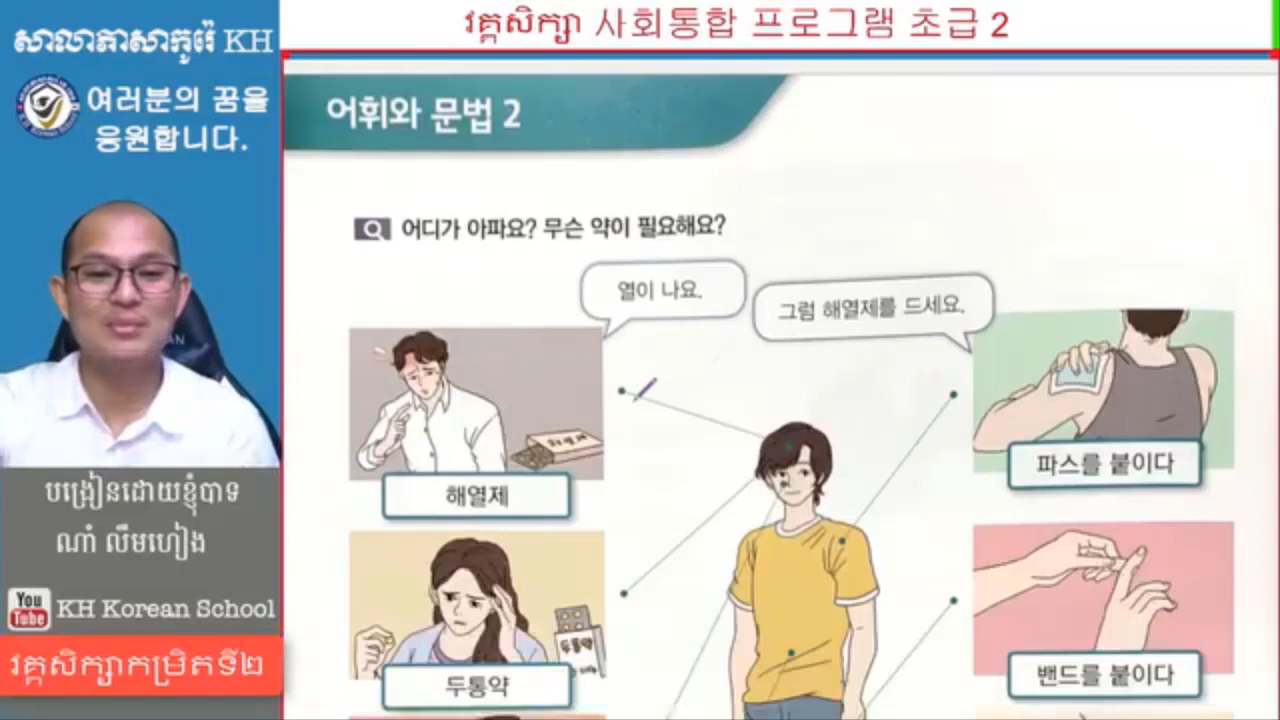 សាលាភាសាកូរ៉េ KH
여러분의 꿈을
응원합니다.
បង្រៀនដោយខ្ញុំបាទ
ណាំ លឹមហៀង
You
Tube
KH Korean School
វគ្គសិក្សាកម្រិតទី២
វគ្គសិក្សា 사회통합 프로그램 초급 2
어휘와 문법 2
Q 어디가 아파요? 무슨 약이 필요해요?
열이 나요.
그럼 해열제를 드세요.
해열제
파스를 붙이다
두통약
두통약
밴드를 붙이다